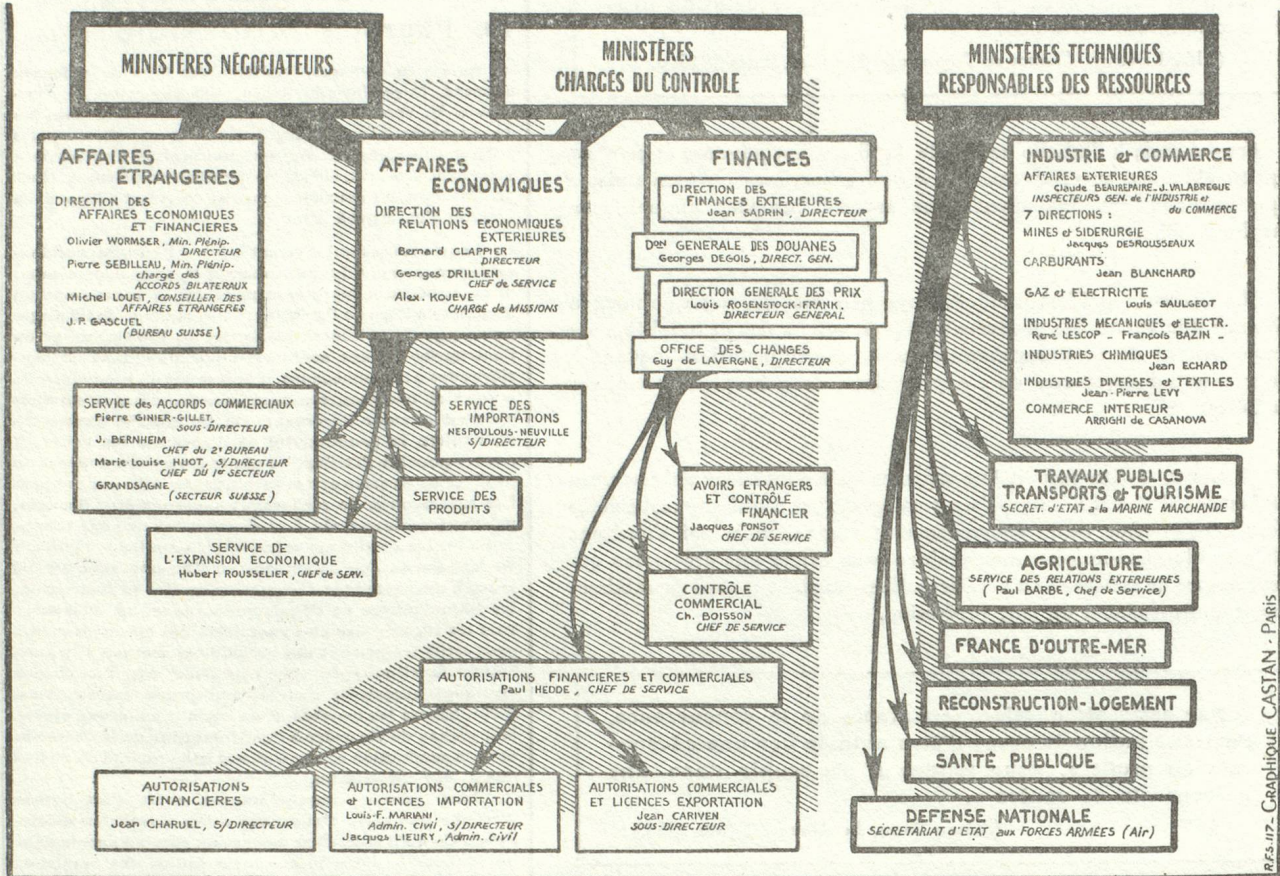 MINISTÈRES NÉGOCIATEURS
MINISTÈRES
CHARGÉS DU CONTROLE
MINISTÈRES TECHNIQUES
RESPONSABLES DES RESSOURCES
AFFAIRES
ETRANGERES
DIRECTION DES
AFFAIRES ECONOMIQUES
ET FINANCIERES
Olivier WORMSER, Min. Plénip.
DIRECTEUR
Pierre SEBILLEAU, Min. Plénip.
chargé des
ACCORDS BILATERAUX
Michel LOUET, CONSEILLER DES
AFFAIRES ETRANGERES
J.P. GASCUEL
(BUREAU SUISSE)
AFFAIRES
ECONOMIQUES
DIRECTION DES
RELATIONS ECONOMIQUES
EXTERIEURES
Bernard CLAPPIER
DIRECTEUR
Georges DRILLIEN
CHEF de SERVICE
Alex. KOJEVE
CHARGE de MISSIONS
FINANCES
DIRECTION DES
FINANCES EXTERIEURES
Jean SADRIN, DIRECTEUR
Don GENERALE DES DOUANES
Georges DEGOIS, DIRECT. GEN.
DIRECTION GENERALE DES PRIX
Louis ROSENSTOCK-FRANK,
DIRECTEUR GENERAL
OFFICE DES CHANGES
Guy de LAVERGNE, DIRECTEUR
INDUSTRIE et COMMERCE
AFFAIRES EXTERIEURES
Claude BEAUREPAIRE_J. VALABREGUE
INSPECTEURS GEN. de l'INDUSTRIE et
du COMMERCE
7 DIRECTIONS :
MINES et SIDERURGIE
Jacques DESROUSSEAUX
CARBURANTS
Jean BLANCHARD
GAZ et ELECTRICITE
Louis SAULGEOT
INDUSTRIES MECANIQUES et ELECTR.
René LESCOP _ François BAZIN _
INDUSTRIES CHIMIQUES
Jean ECHARD
INDUSTRIES DIVERSES et TEXTILES
Jean-Pierre LEVY
COMMERCE INTERIEUR
ARRIGHI de CASANOVA
SERVICE des ACCORDS COMMERCIAUX
Pierre GINIER-GILLET,
SOUS-DIRECTEUR
J. BERNHEIM
CHEF du 2e BUREAU
Marie-Louise HUOT, S/DIRECTEUR
CHEF DU 1er SECTEUR
GRANDSAGNE
(SECTEUR SUISSE)
SERVICE DES
IMPORTATIONS
NESPOULOUS-NEUVILLE
S/DIRECTEUR
SERVICE DES
PRODUITS
SERVICE DE
L'EXPANSION ECONOMIQUE
Hubert ROUSSELIER, CHEF de SERV.
AVOIRS ETRANGERS
ET CONTRÔLE
FINANCIER
Jacques PONSOT
CHEF DE SERVICE
CONTRÔLE
COMMERCIAL
Ch. BOISSON
CHEF DE SERVICE
TRAVAUX PUBLICS
TRANSPORTS et TOURISME
SECRET. d'ETAT à la MARINE MARCHANDE
AGRICULTURE
SERVICE DES RELATIONS EXTERIEURES
(Paul BARBE, Chef de Service)
FRANCE D'OUTRE-MER
RECONSTRUCTION-LOGEMENT
SANTÉ PUBLIQUE
DEFENSE NATIONALE
SECRETARIAT d'ETAT aux FORCES ARMÉES (Air)
AUTORISATIONS FINANCIERES ET COMMERCIALES
Paul HEDDE, CHEF DE SERVICE
AUTORISATIONS
FINANCIERES
Jean CHARUEL, S/DIRECTEUR
AUTORISATIONS COMMERCIALES
et LICENCES IMPORTATION
Louis-F. MARIANI,
Admin. Civil, S/DIRECTEUR
Jacques LIEURY, Admin. Civil
AUTORISATIONS COMMERCIALES
ET LICENCES EXPORTATION
Jean CARIVEN
SOUS-DIRECTEUR
R.F.S.-117_ GRAPHIQUE CASTAN - PARIS